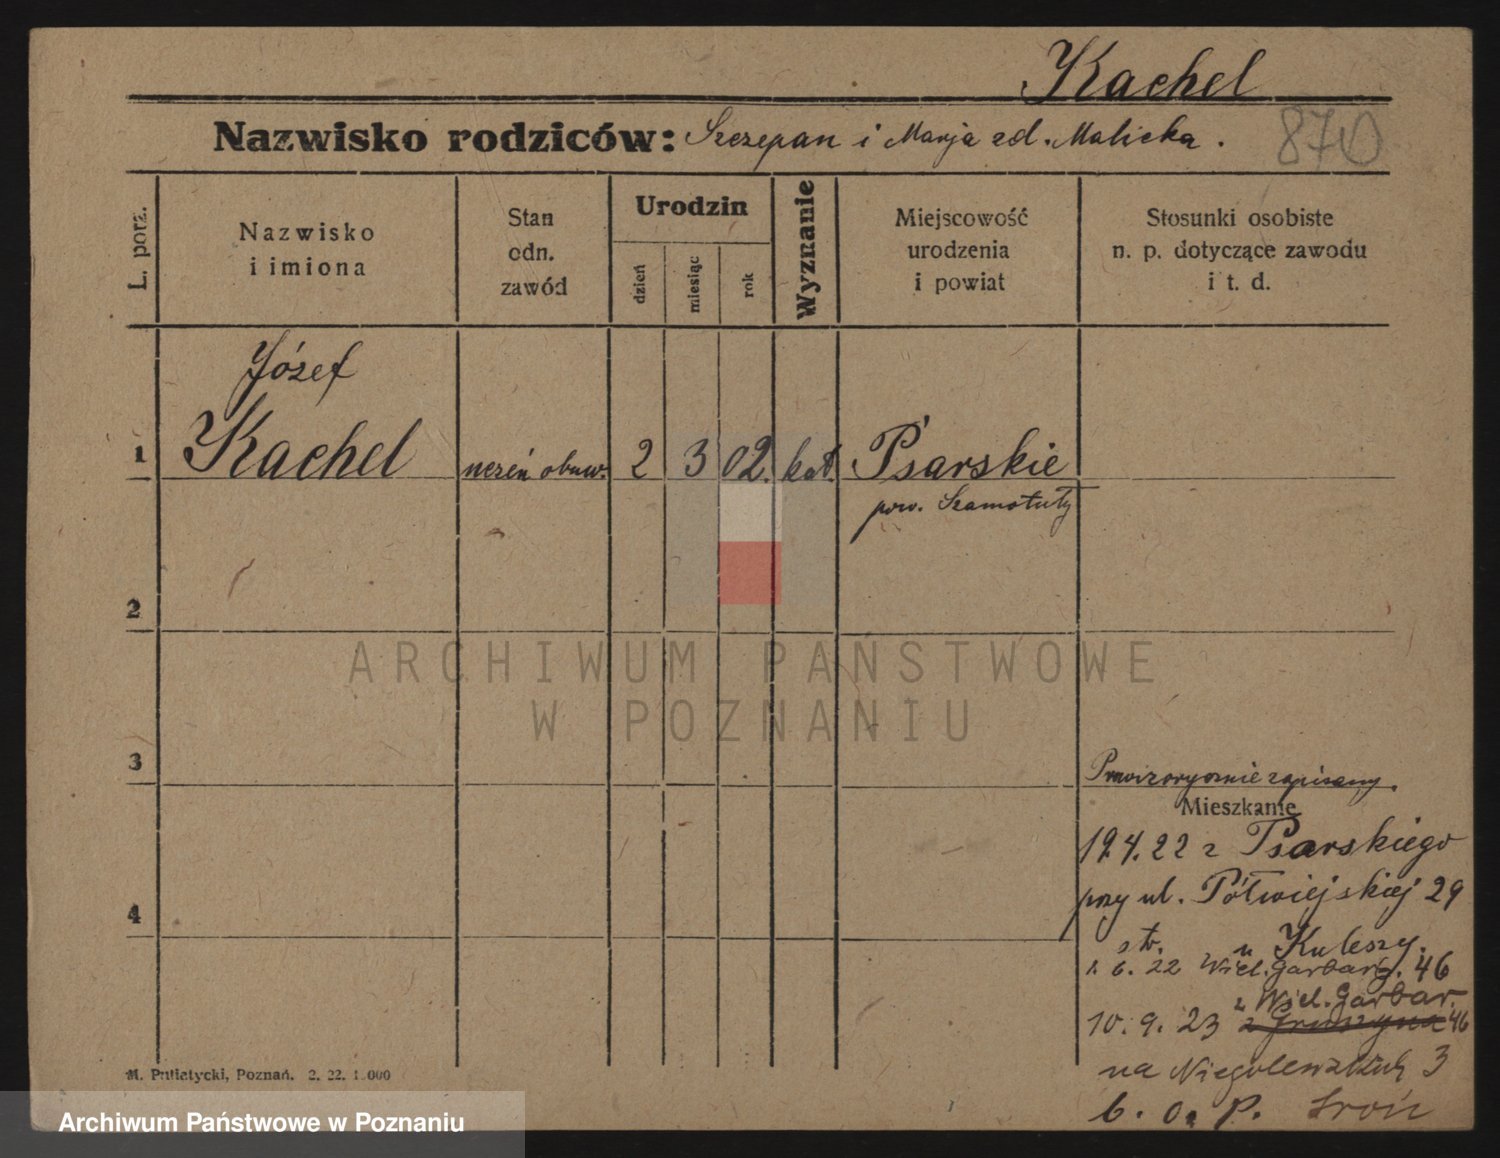 Kachel
Nazwisko rodziców: Szczepan i Marja zd. Malicka.
870
L. porz.
Nazwisko
i imiona
Stan
odn.
zawód
Urodzin
dzień
miesiąc
rok
Wyznanie
Miejscowość
urodzenia
i powiat
Stosunki osobiste
n. p. dotyczące zawodu
i t. d.
Józef
1 Kachel uczeń obuw. 2 3 02. kat. Psarskie
pow. Szamotuły
2
ARCHIWUM PAŃSTWOWE
W POZNANIU
3
Prowizorycznie zapisany.
Mieszkanie
19.4.22 z Psarskiego
przy ul. Półwiejskiej 29
4
u Kuleszy.
1. 6. 22 Wiel. Garbary. 46
z Wiel. Garbar.
10. 9. 23 46
na Niegolewskich 3
b. o. p.
M. Putiatycki, Poznań. 2. 22. 1.000
Archiwum Państwowe w Poznaniu